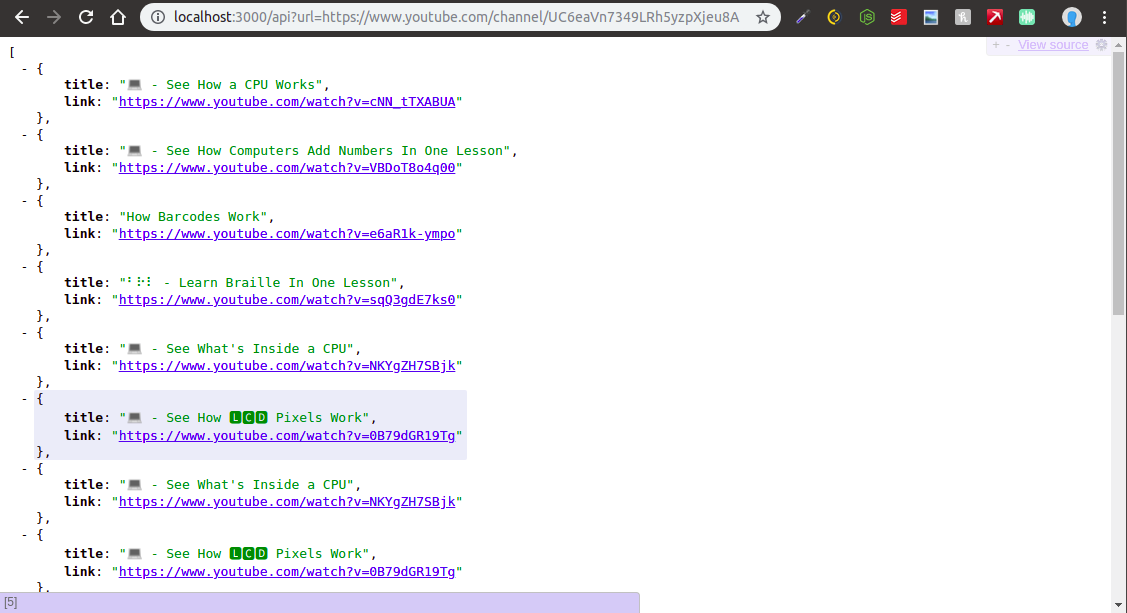 localhost:3000/api?url=https://www.youtube.com/channel/UC6eaVn7349LRh5yzpXjeu8A
+ - View source
[
- {
title: "💻 - See How a CPU Works",
link: "https://www.youtube.com/watch?v=cNN_tTXABUA"
},
- {
title: "💻 - See How Computers Add Numbers In One Lesson",
link: "https://www.youtube.com/watch?v=VBDoT8o4q00"
},
- {
title: "How Barcodes Work",
link: "https://www.youtube.com/watch?v=e6aR1k-ympo"
},
- {
title: "⠃⠗⠇ - Learn Braille In One Lesson",
link: "https://www.youtube.com/watch?v=sqQ3gdE7ks0"
},
- {
title: "💻 - See What's Inside a CPU",
link: "https://www.youtube.com/watch?v=NKYgZH7SBjk"
},
- {
title: "💻 - See How 🅻🅲🅳 Pixels Work",
link: "https://www.youtube.com/watch?v=0B79dGR19Tg"
},
- {
title: "💻 - See What's Inside a CPU",
link: "https://www.youtube.com/watch?v=NKYgZH7SBjk"
},
- {
title: "💻 - See How 🅻🅲🅳 Pixels Work",
link: "https://www.youtube.com/watch?v=0B79dGR19Tg"
},
[5]